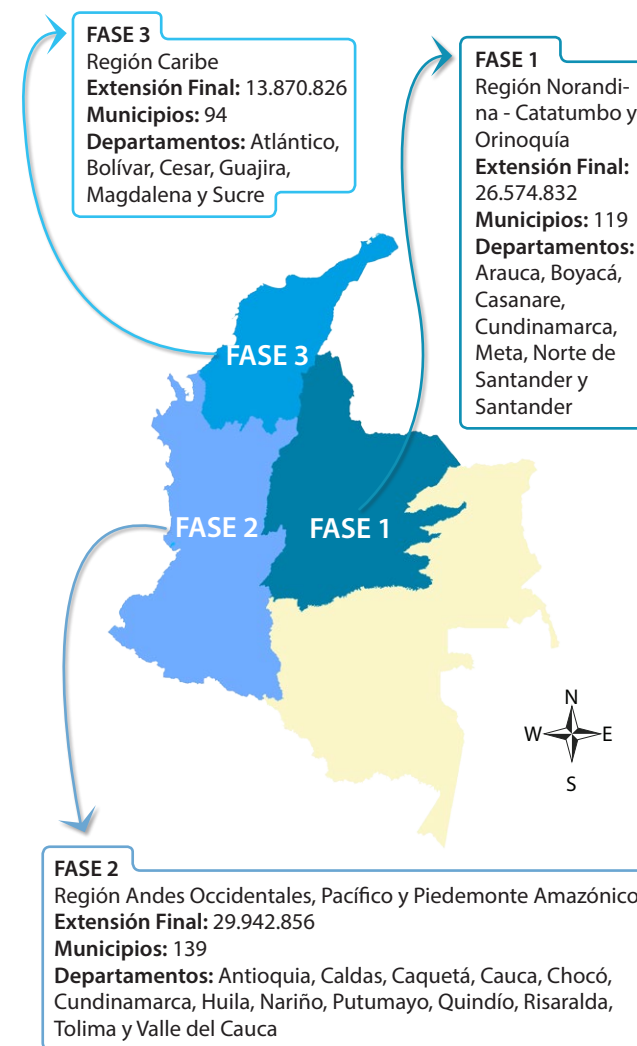 FASE 3
Región Caribe
Extensión Final: 13.870.826
Municipios: 94
Departamentos: Atlántico,
Bolívar, Cesar, Guajira,
Magdalena y Sucre
FASE 1
Región Norandi-
na - Catatumbo y
Orinoquía
Extensión Final:
26.574.832
Municipios: 119
Departamentos:
Arauca, Boyacá,
Casanare,
Cundinamarca,
Meta, Norte de
Santander y
Santander
FASE 3
FASE 2
FASE 1
N
W
E
S
FASE 2
Región Andes Occidentales, Pacífico y Piedemonte Amazónico
Extensión Final: 29.942.856
Municipios: 139
Departamentos: Antioquia, Caldas, Caquetá, Cauca, Chocó,
Cundinamarca, Huila, Nariño, Putumayo, Quindío, Risaralda,
Tolima y Valle del Cauca